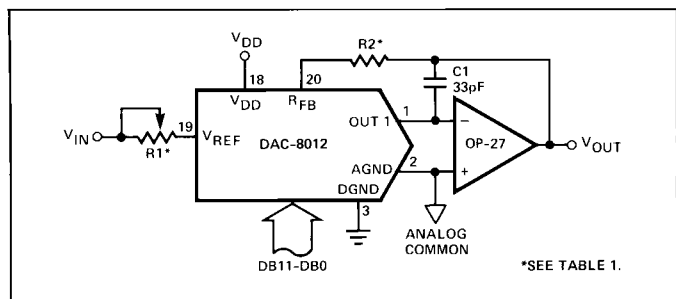 VDD
R2*
C1
33pF
18
20
VDD
RFB
1
OUT 1
−
VIN
19
VREF
DAC-8012
OP-27
VOUT
R1*
AGND
2
+
DGND
3
ANALOG
COMMON
DB11-DB0
*SEE TABLE 1.